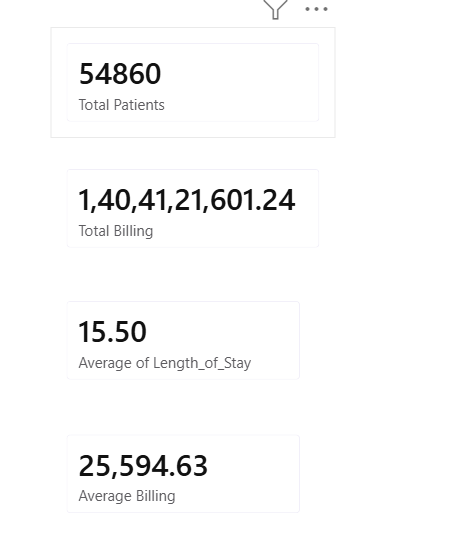 54860
Total Patients
1,40,41,21,601.24
Total Billing
15.50
Average of Length_of_Stay
25,594.63
Average Billing